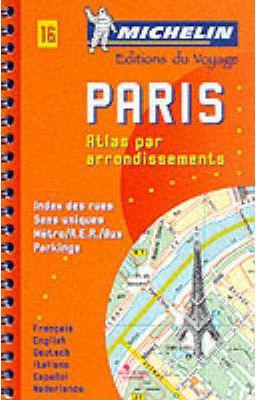 16
MICHELIN
Editions du Voyage
PARIS
Atlas par
arrondissements
Index des rues
Sens uniques
Métro/R.E.R./Bus
Parkings
Français
English
Deutsch
Italiano
Español
Nederlands